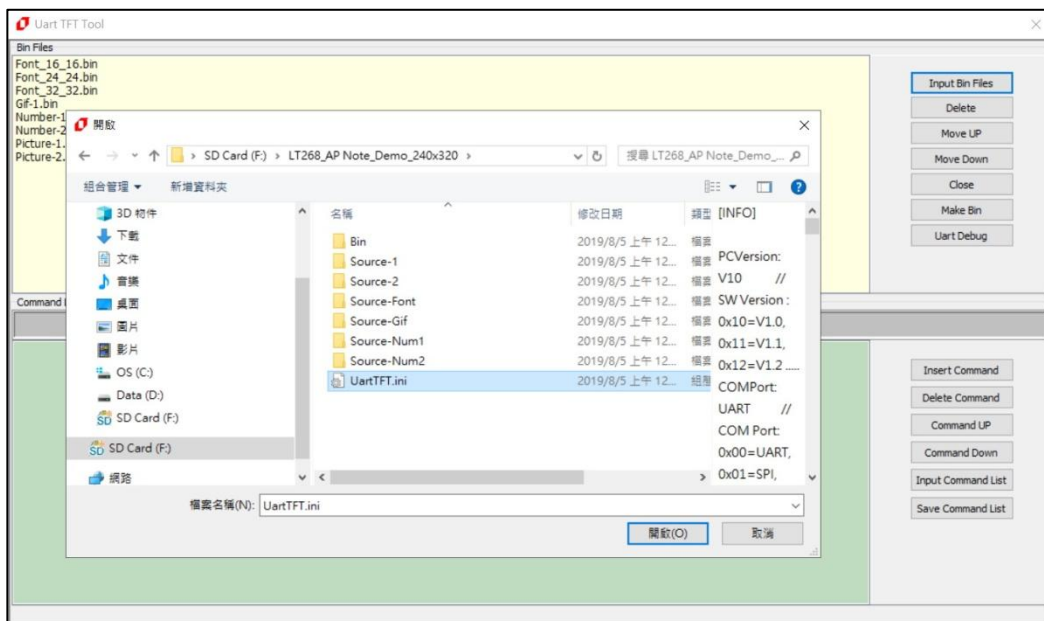 Uart TFT Tool
Bin Files
Font_16_16.bin
Font_24_24.bin
Font_32_32.bin
Gif-1.bin
Number-1
Number-2
Picture-1.
Picture-2.
Input Bin Files
Delete
Move UP
Move Down
Close
Make Bin
Uart Debug
開啟
SD Card (F:) › LT268_AP Note_Demo_240x320 ›
搜尋 LT268_AP Note_Demo_...
組合管理
新增資料夾
3D 物件
下載
文件
音樂
桌面
圖片
影片
OS (C:)
Data (D:)
SD Card (F:)
SD Card (F:)
網路
名稱
修改日期
類型
Bin
2019/8/5 上午 12...
檔案
Source-1
2019/8/5 上午 12...
檔案
Source-2
2019/8/5 上午 12...
檔案
Source-Font
2019/8/5 上午 12...
檔案
Source-Gif
2019/8/5 上午 12...
檔案
Source-Num1
2019/8/5 上午 12...
檔案
Source-Num2
2019/8/5 上午 12...
檔案
UartTFT.ini
2019/8/5 上午 12...
組態
[INFO]
PCVersion:
V10 //
SW Version :
0x10=V1.0,
0x11=V1.1,
0x12=V1.2 .....
COMPort:
UART //
COM Port:
0x00=UART,
0x01=SPI,
檔案名稱(N):
UartTFT.ini
開啟(O)
取消
Command
Insert Command
Delete Command
Command UP
Command Down
Input Command List
Save Command List